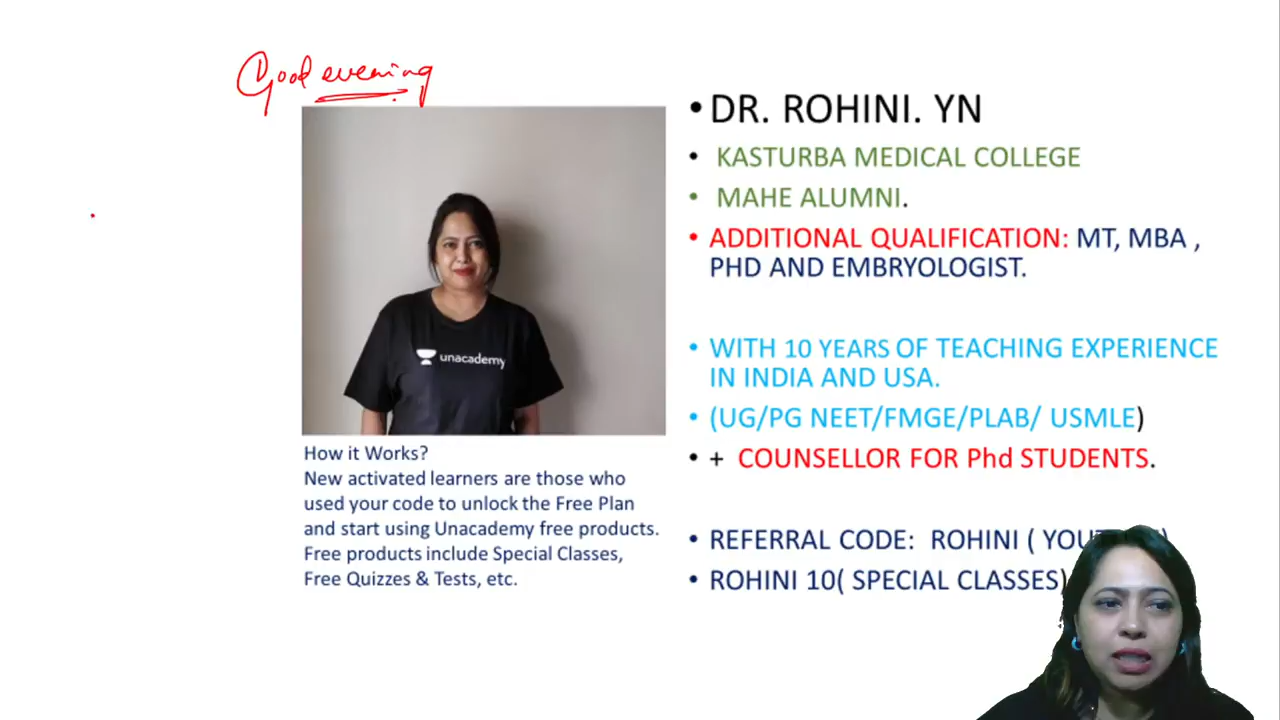 Good evening
unacademy
How it Works?
New activated learners are those who
used your code to unlock the Free Plan
and start using Unacademy free products.
Free products include Special Classes,
Free Quizzes & Tests, etc.
•DR. ROHINI. YN
• KASTURBA MEDICAL COLLEGE
• MAHE ALUMNI.
• ADDITIONAL QUALIFICATION: MT, MBA ,
PHD AND EMBRYOLOGIST.
• WITH 10 YEARS OF TEACHING EXPERIENCE
IN INDIA AND USA.
• (UG/PG NEET/FMGE/PLAB/ USMLE)
• + COUNSELLOR FOR Phd STUDENTS.
• REFERRAL CODE: ROHINI (
• ROHINI 10( SPECIAL CLASSES)